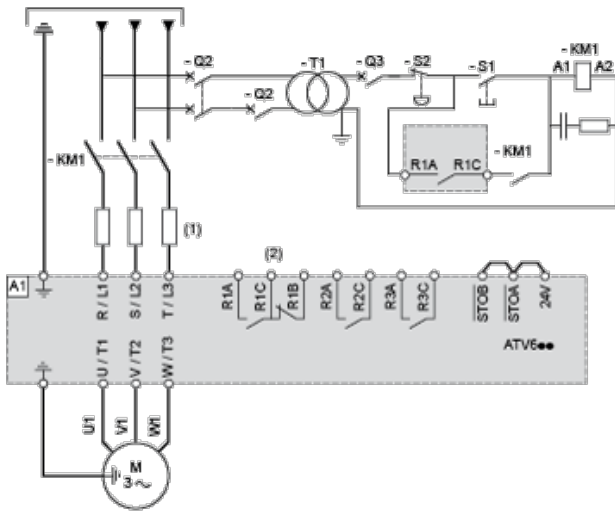 - Q2
- T1
- Q3
- S2
- S1
- KM1
A1
A2
- Q2
- KM1
R1A
R1C
- KM1
(1)
(2)
A1
R / L1
S / L2
T / L3
R1A
R1C
R1B
R2A
R2C
R3A
R3C
STOB
STOA
24V
ATV6●●
U / T1
V / T2
W / T3
U1
V1
W1
M
3 ~